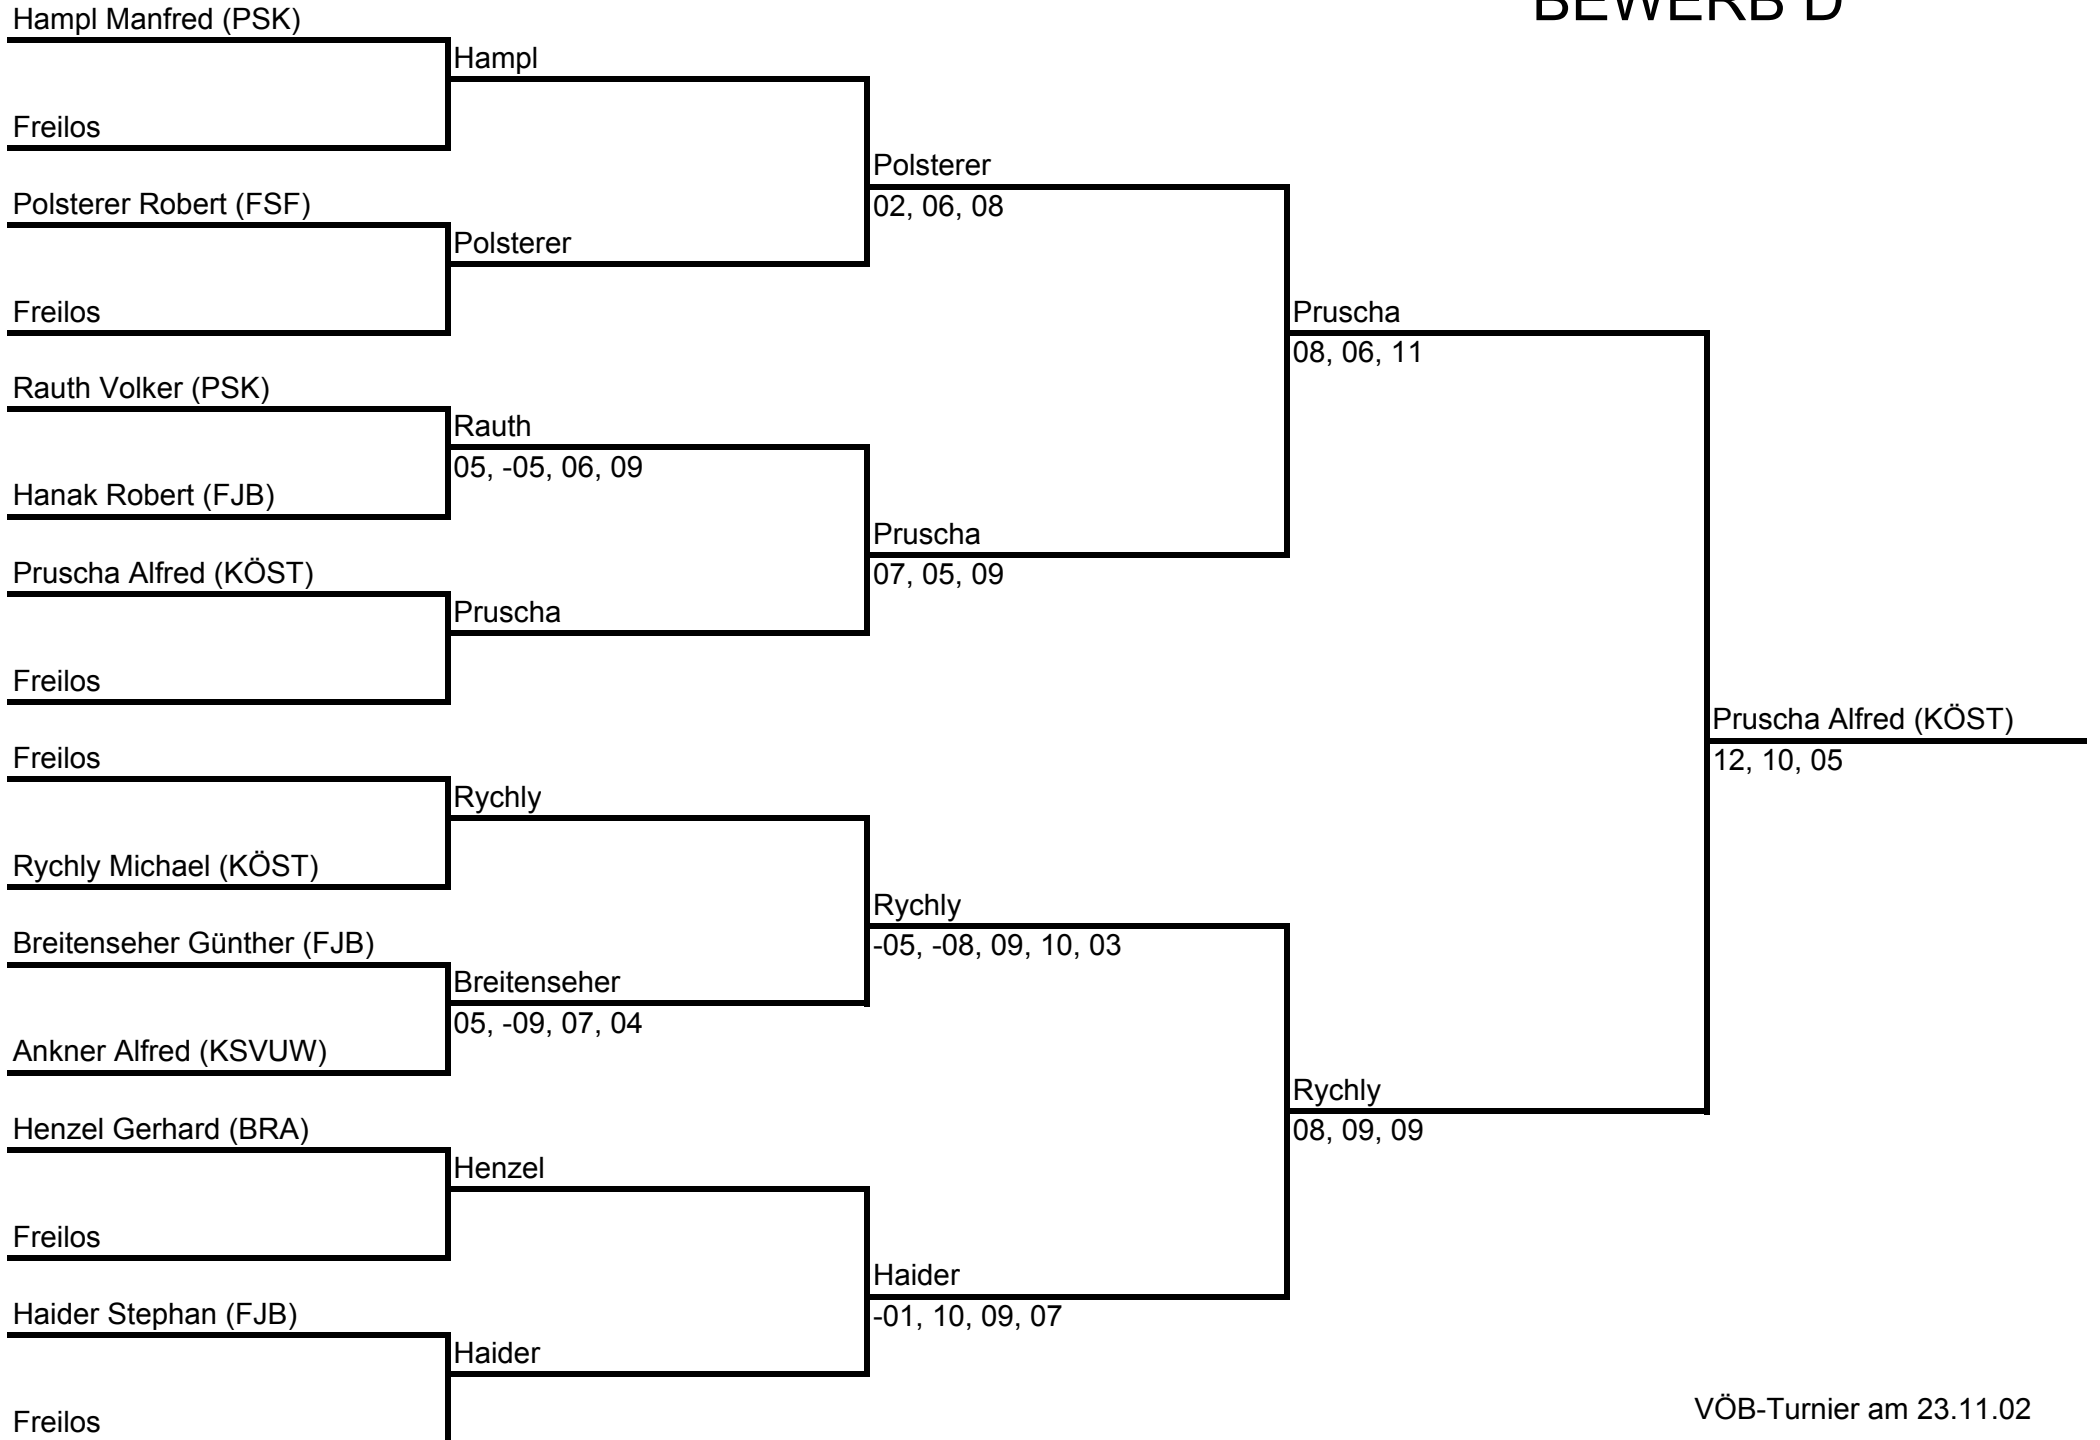 BEWERB D
Hampl Manfred (PSK)
Hampl
Freilos
Polsterer
02, 06, 08
Polsterer Robert (FSF)
Polsterer
Freilos
Pruscha
08, 06, 11
Rauth Volker (PSK)
Rauth
05, -05, 06, 09
Hanak Robert (FJB)
Pruscha
07, 05, 09
Pruscha Alfred (KÖST)
Pruscha
Freilos
Pruscha Alfred (KÖST)
12, 10, 05
Freilos
Rychly
Rychly Michael (KÖST)
Rychly
-05, -08, 09, 10, 03
Breitenseher Günther (FJB)
Breitenseher
05, -09, 07, 04
Ankner Alfred (KSVUW)
Rychly
08, 09, 09
Henzel Gerhard (BRA)
Henzel
Freilos
Haider
-01, 10, 09, 07
Haider Stephan (FJB)
Haider
Freilos
VÖB-Turnier am 23.11.02